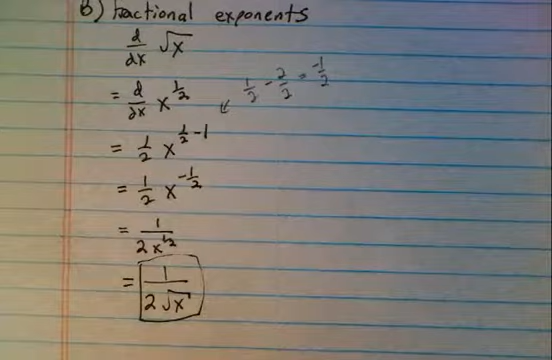 B) fractional exponents
d/dx √x
= d/dx x^(1/2)
1/2 - 2/2 = -1/2
= 1/2 x^(1/2 - 1)
= 1/2 x^(-1/2)
= 1/(2x^(1/2))
= 1/(2√x)